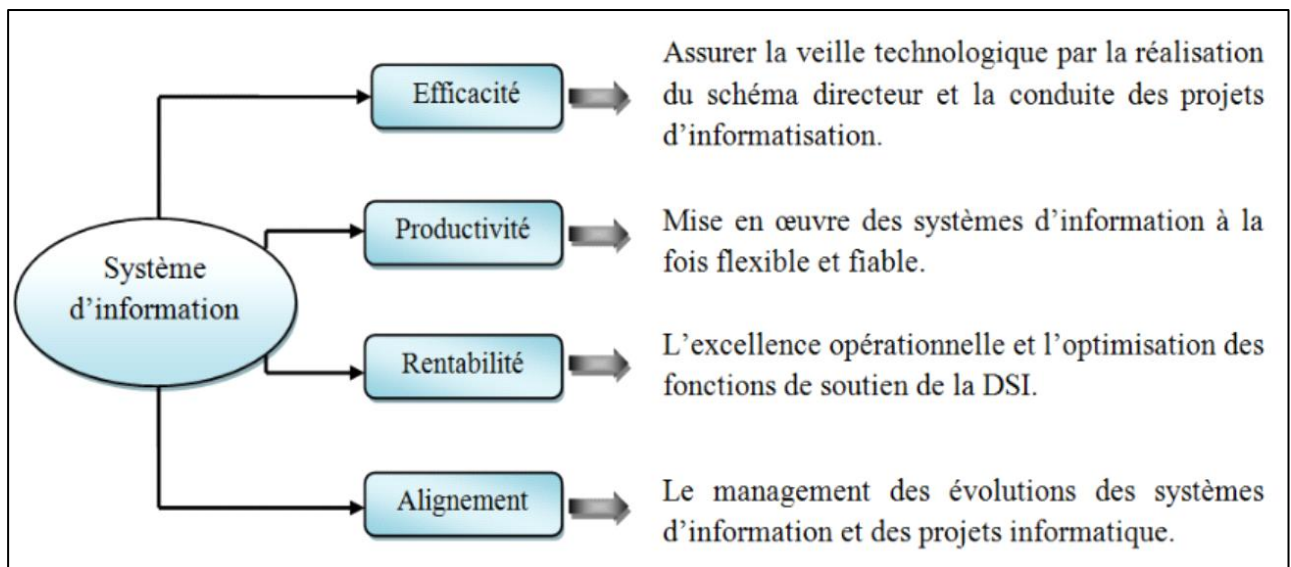 Efficacité
Assurer la veille technologique par la réalisation
du schéma directeur et la conduite des projets
d'informatisation.
Productivité
Mise en œuvre des systèmes d'information à la
fois flexible et fiable.
Système
d'information
Rentabilité
L'excellence opérationnelle et l'optimisation des
fonctions de soutien de la DSI.
Alignement
Le management des évolutions des systèmes
d'information et des projets informatique.